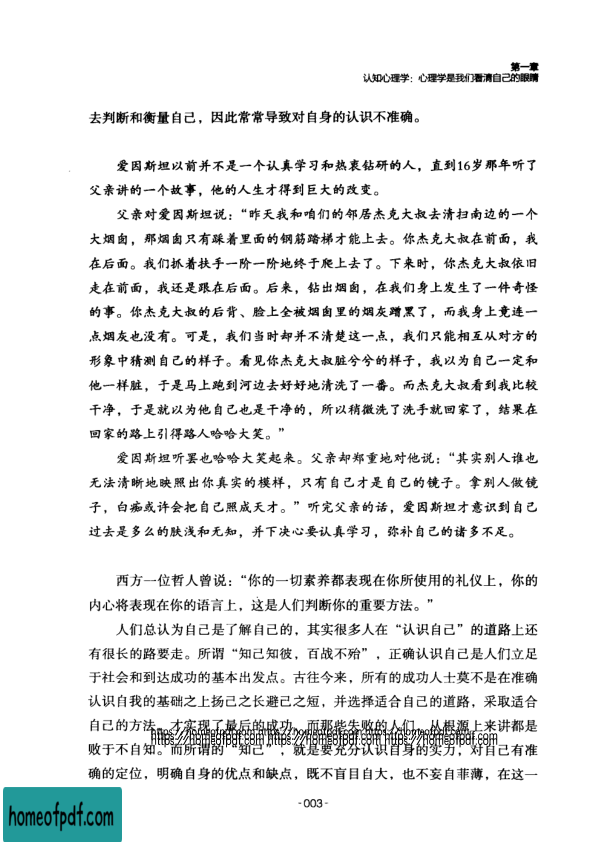 第一章
认知心理学：心理学是我们看清自己的眼睛
去判断和衡量自己，因此常常导致对自身的认识不准确。
爱因斯坦以前并不是一个认真学习和热衷钻研的人，直到16岁那年听了
父亲讲的一个故事，他的人生才得到巨大的改变。
父亲对爱因斯坦说：“昨天我和咱们的邻居杰克大叔去清扫南边的一个
大烟囱，那烟囱只有踩着里面的钢筋踏梯才能上去。你杰克大叔在前面，我
在后面。我们抓着扶手一阶一阶地终于爬上去了。下来时，你杰克大叔依旧
走在前面，我还是跟在后面。后来，钻出烟囱，在我们身上发生了一件奇怪
的事。你杰克大叔的后背、脸上全被烟囱里的烟灰蹭黑了，而我身上竟连一
点烟灰也没有。可是，我们当时却并不清楚这一点，我们只能相互从对方的
形象中猜测自己的样子。看见你杰克大叔脏兮兮的样子，我以为自己一定和
他一样脏，于是马上跑到河边去好好地清洗了一番。而杰克大叔看到我比较
干净，于是就以为他自己也是干净的，所以稍微洗了洗手就回家了，结果在
回家的路上引得路人哈哈大笑。”
爱因斯坦听罢也哈哈大笑起来。父亲却郑重地对他说：“其实别人谁也
无法清晰地映照出你真实的模样，只有自己才是自己的镜子。拿别人做镜
子，白痴或许会把自己照成天才。”听完父亲的话，爱因斯坦才意识到自己
过去是多么的肤浅和无知，并下决心要认真学习，弥补自己的诸多不足。
西方一位哲人曾说：“你的一切素养都表现在你所使用的礼仪上，你的
内心将表现在你的语言上，这是人们判断你的重要方法。”
人们总认为自己是了解自己的，其实很多人在“认识自己”的道路上还
有很长的路要走。所谓“知己知彼，百战不殆”，正确认识自己是人们立足
于社会和到达成功的基本出发点。古往今来，所有的成功人士莫不是在准确
认识自我的基础之上扬己之长避己之短，并选择适合自己的道路，采取适合
自己的方法，才实现了最后的成功。而那些失败的人们，从根源上来讲都是
https://homeofpdf.com https://homeofpdf.com https://homeofpdf.com
https://homeofpdf.com https://homeofpdf.com https://homeofpdf.com
败于不自知。而所谓的“知己”，就是要充分认识自身的实力，对自己有准
确的定位，明确自身的优点和缺点，既不盲目自大，也不妄自菲薄，在这一
-003-
homeofpdf.com